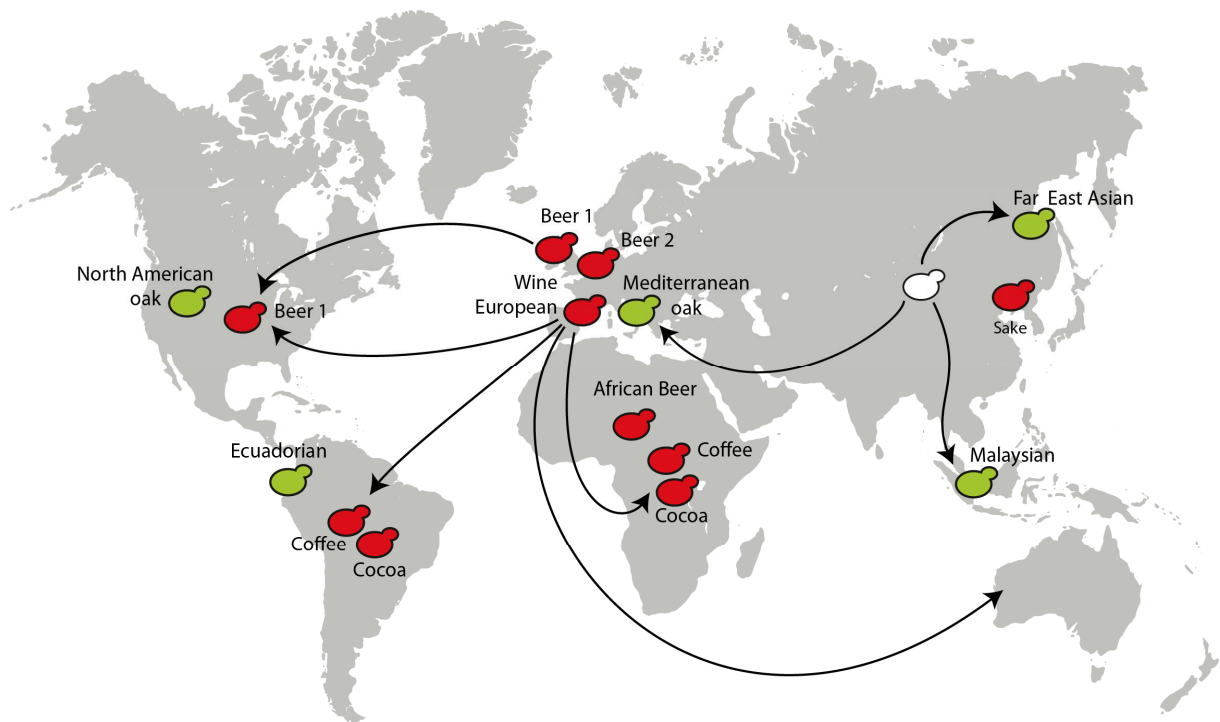 Far East Asian
Beer 1
Beer 2
North American
oak
Wine
European
Mediterranean
oak
Beer 1
Sake
African Beer
Ecuadorian
Coffee
Malaysian
Cocoa
Coffee
Cocoa